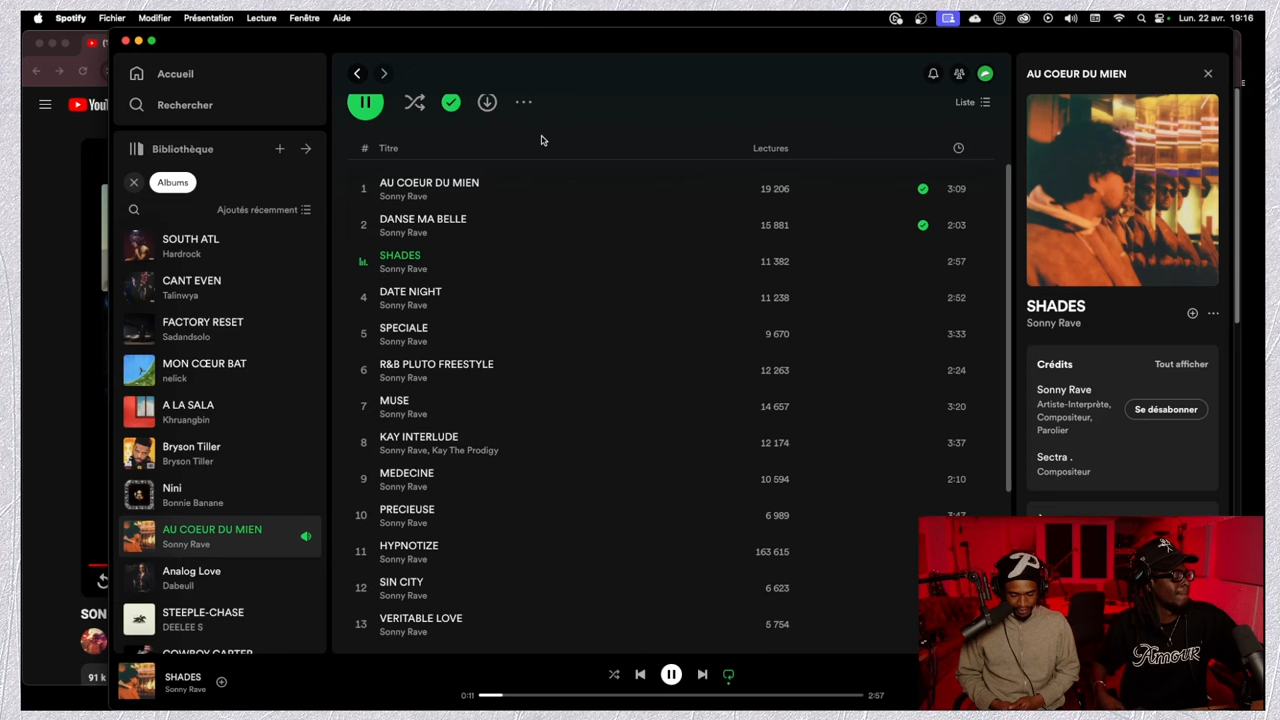 Spotify Fichier Modifier Présentation Lecture Fenêtre Aide
Lun. 22 avr. 19:16
Accueil
Rechercher
Bibliothèque
Albums
Ajoutés récemment
SOUTH ATL
Hardrock
CANT EVEN
Talinwya
FACTORY RESET
Sadandsolo
MON CŒUR BAT
nelick
A LA SALA
Khruangbin
Bryson Tiller
Bryson Tiller
Nini
Bonnie Banane
AU COEUR DU MIEN
Sonny Rave
Analog Love
Dabeull
STEEPLE-CHASE
DEELEE S
COWBOY CARTER
Liste
# Titre Lectures
1 AU COEUR DU MIEN 19 206 3:09
Sonny Rave
2 DANSE MA BELLE 15 881 2:03
Sonny Rave
SHADES 11 382 2:57
Sonny Rave
4 DATE NIGHT 11 238 2:52
Sonny Rave
5 SPECIALE 9 670 3:33
Sonny Rave
6 R&B PLUTO FREESTYLE 12 263 2:24
Sonny Rave
7 MUSE 14 657 3:20
Sonny Rave
8 KAY INTERLUDE 12 174 3:37
Sonny Rave, Kay The Prodigy
9 MEDECINE 10 594 2:10
Sonny Rave
10 PRECIEUSE 6 989 3:47
Sonny Rave
11 HYPNOTIZE 163 615
Sonny Rave
12 SIN CITY 6 623
Sonny Rave
13 VERITABLE LOVE 5 754
Sonny Rave
AU COEUR DU MIEN
SHADES
Sonny Rave
Crédits Tout afficher
Sonny Rave
Artiste-Interprète,
Compositeur,
Parolier
Se désabonner
Sectra .
Compositeur
Amour
YouT
SON
91 k
SHADES
Sonny Rave
0:11 2:57